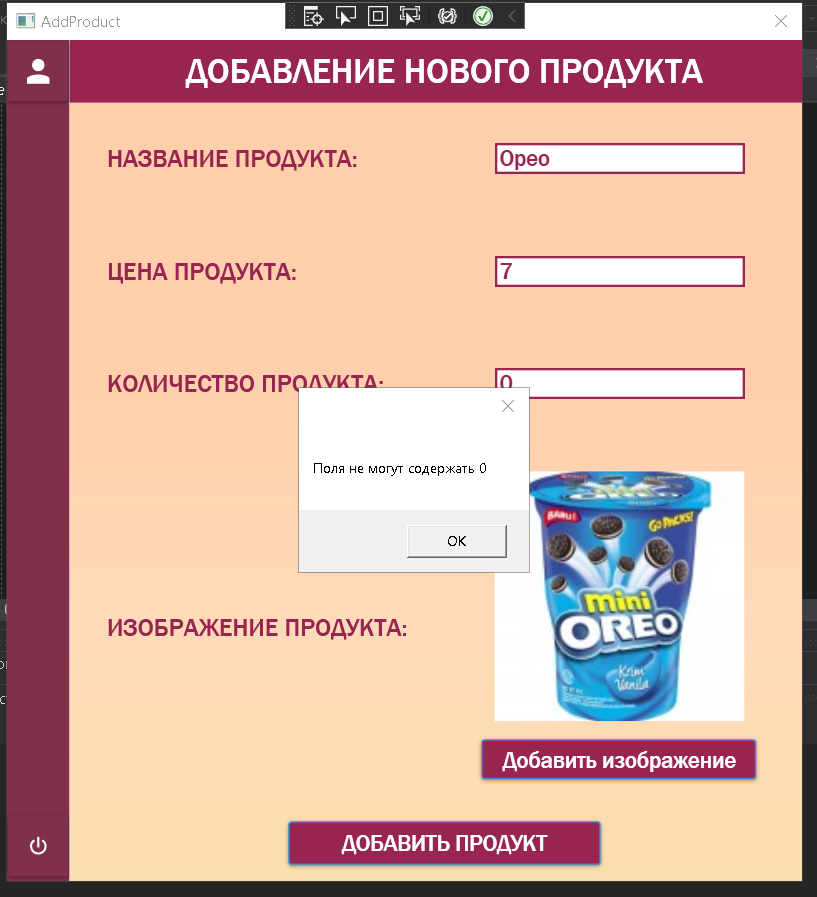 AddProduct
ДОБАВЛЕНИЕ НОВОГО ПРОДУКТА
НАЗВАНИЕ ПРОДУКТА:
Орео
ЦЕНА ПРОДУКТА:
7
КОЛИЧЕСТВО ПРОДУКТА:
0
Поля не могут содержать 0
OK
OREO
BARU!
GO PACKS!
mini
OREO
Krim
Vanila
ИЗОБРАЖЕНИЕ ПРОДУКТА:
Добавить изображение
ДОБАВИТЬ ПРОДУКТ